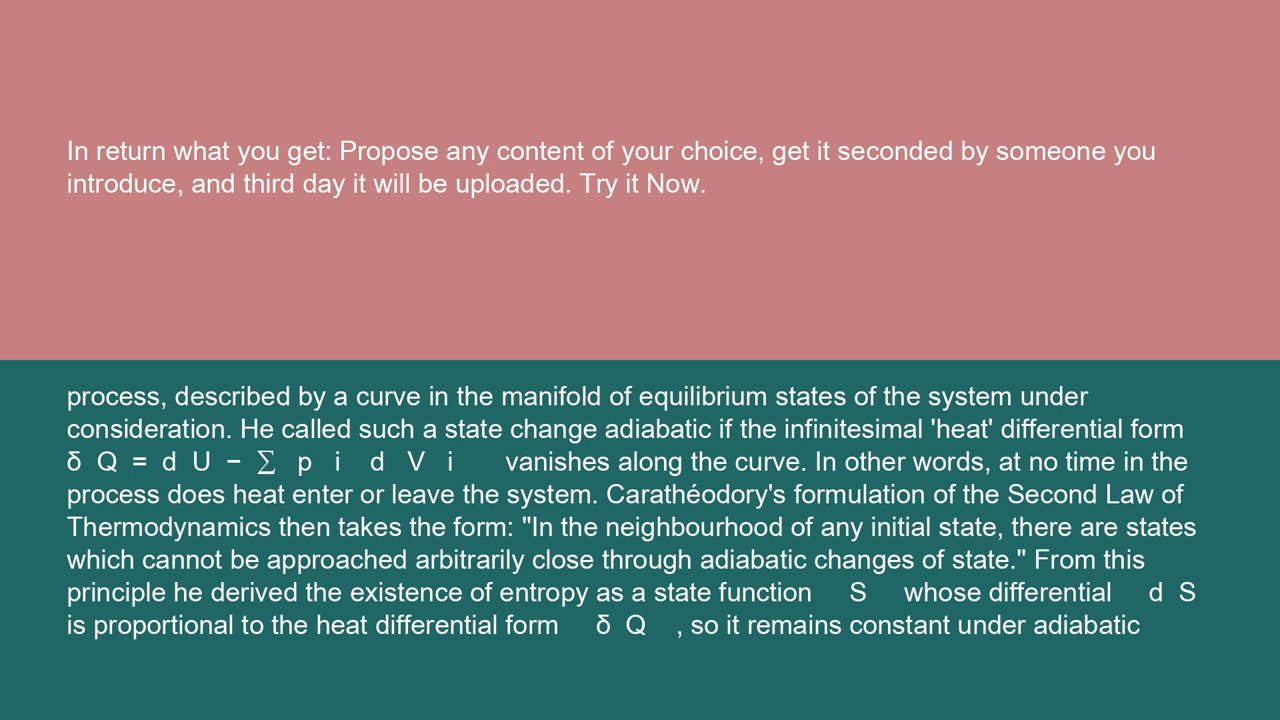 In return what you get: Propose any content of your choice, get it seconded by someone you
introduce, and third day it will be uploaded. Try it Now.
process, described by a curve in the manifold of equilibrium states of the system under
consideration. He called such a state change adiabatic if the infinitesimal 'heat' differential form
δ Q = d U − ∑ p i d V i vanishes along the curve. In other words, at no time in the
process does heat enter or leave the system. Carathéodory's formulation of the Second Law of
Thermodynamics then takes the form: "In the neighbourhood of any initial state, there are states
which cannot be approached arbitrarily close through adiabatic changes of state." From this
principle he derived the existence of entropy as a state function S whose differential d S
is proportional to the heat differential form δ Q , so it remains constant under adiabatic